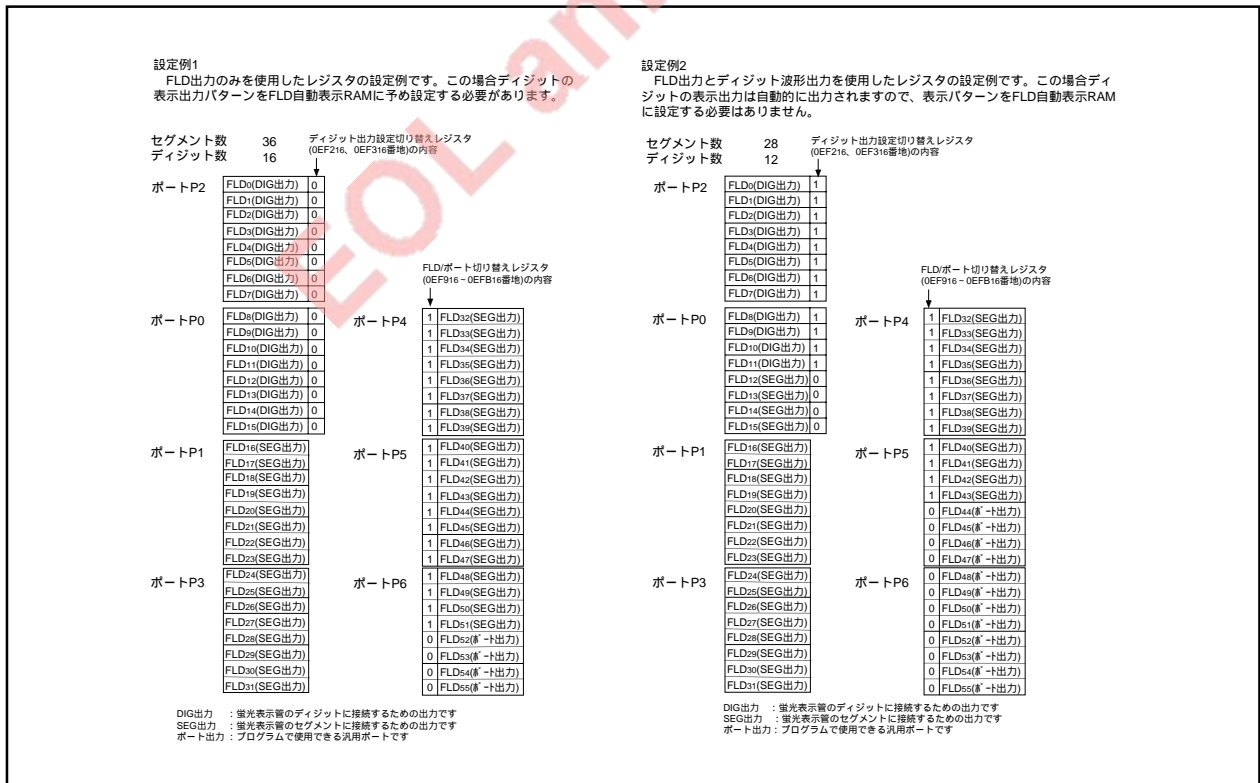 設定例1
FLD出力のみを使用したレジスタの設定例です。この場合ディジットの
表示出力パターンをFLD自動表示RAMに予め設定する必要があります。
セグメント数 36
ディジット数 16
ディジット出力設定切り替えレジスタ
(0EF216、0EF316番地)の内容
ポートP2
FLD0(DIG出力) 0
FLD1(DIG出力) 0
FLD2(DIG出力) 0
FLD3(DIG出力) 0
FLD4(DIG出力) 0
FLD5(DIG出力) 0
FLD6(DIG出力) 0
FLD7(DIG出力) 0
ポートP0
FLD8(DIG出力) 0
FLD9(DIG出力) 0
FLD10(DIG出力) 0
FLD11(DIG出力) 0
FLD12(DIG出力) 0
FLD13(DIG出力) 0
FLD14(DIG出力) 0
FLD15(DIG出力) 0
ポートP1
FLD16(SEG出力)
FLD17(SEG出力)
FLD18(SEG出力)
FLD19(SEG出力)
FLD20(SEG出力)
FLD21(SEG出力)
FLD22(SEG出力)
FLD23(SEG出力)
ポートP3
FLD24(SEG出力)
FLD25(SEG出力)
FLD26(SEG出力)
FLD27(SEG出力)
FLD28(SEG出力)
FLD29(SEG出力)
FLD30(SEG出力)
FLD31(SEG出力)
FLD/ポート切り替えレジスタ
(0EF916~0EFB16番地)の内容
ポートP4
1 FLD32(SEG出力)
1 FLD33(SEG出力)
1 FLD34(SEG出力)
1 FLD35(SEG出力)
1 FLD36(SEG出力)
1 FLD37(SEG出力)
1 FLD38(SEG出力)
1 FLD39(SEG出力)
ポートP5
1 FLD40(SEG出力)
1 FLD41(SEG出力)
1 FLD42(SEG出力)
1 FLD43(SEG出力)
1 FLD44(SEG出力)
1 FLD45(SEG出力)
1 FLD46(SEG出力)
1 FLD47(SEG出力)
ポートP6
1 FLD48(SEG出力)
1 FLD49(SEG出力)
1 FLD50(SEG出力)
1 FLD51(SEG出力)
0 FLD52(ﾎﾟｰﾄ出力)
0 FLD53(ﾎﾟｰﾄ出力)
0 FLD54(ﾎﾟｰﾄ出力)
0 FLD55(ﾎﾟｰﾄ出力)
DIG出力 :蛍光表示管のディジットに接続するための出力です
SEG出力 :蛍光表示管のセグメントに接続するための出力です
ポート出力:プログラムで使用できる汎用ポートです
設定例2
FLD出力とディジット波形出力を使用したレジスタの設定例です。この場合ディ
ジットの表示出力は自動的に出力されますので、表示パターンをFLD自動表示RAM
に設定する必要はありません。
セグメント数 28
ディジット数 12
ディジット出力設定切り替えレジスタ
(0EF216、0EF316番地)の内容
ポートP2
FLD0(DIG出力) 1
FLD1(DIG出力) 1
FLD2(DIG出力) 1
FLD3(DIG出力) 1
FLD4(DIG出力) 1
FLD5(DIG出力) 1
FLD6(DIG出力) 1
FLD7(DIG出力) 1
ポートP0
FLD8(DIG出力) 1
FLD9(DIG出力) 1
FLD10(DIG出力) 1
FLD11(DIG出力) 1
FLD12(SEG出力) 0
FLD13(SEG出力) 0
FLD14(SEG出力) 0
FLD15(SEG出力) 0
ポートP1
FLD16(SEG出力)
FLD17(SEG出力)
FLD18(SEG出力)
FLD19(SEG出力)
FLD20(SEG出力)
FLD21(SEG出力)
FLD22(SEG出力)
FLD23(SEG出力)
ポートP3
FLD24(SEG出力)
FLD25(SEG出力)
FLD26(SEG出力)
FLD27(SEG出力)
FLD28(SEG出力)
FLD29(SEG出力)
FLD30(SEG出力)
FLD31(SEG出力)
FLD/ポート切り替えレジスタ
(0EF916~0EFB16番地)の内容
ポートP4
1 FLD32(SEG出力)
1 FLD33(SEG出力)
1 FLD34(SEG出力)
1 FLD35(SEG出力)
1 FLD36(SEG出力)
1 FLD37(SEG出力)
1 FLD38(SEG出力)
1 FLD39(SEG出力)
ポートP5
1 FLD40(SEG出力)
1 FLD41(SEG出力)
1 FLD42(SEG出力)
1 FLD43(SEG出力)
0 FLD44(ﾎﾟｰﾄ出力)
0 FLD45(ﾎﾟｰﾄ出力)
0 FLD46(ﾎﾟｰﾄ出力)
0 FLD47(ﾎﾟｰﾄ出力)
ポートP6
0 FLD48(ﾎﾟｰﾄ出力)
0 FLD49(ﾎﾟｰﾄ出力)
0 FLD50(ﾎﾟｰﾄ出力)
0 FLD51(ﾎﾟｰﾄ出力)
0 FLD52(ﾎﾟｰﾄ出力)
0 FLD53(ﾎﾟｰﾄ出力)
0 FLD54(ﾎﾟｰﾄ出力)
0 FLD55(ﾎﾟｰﾄ出力)
DIG出力 :蛍光表示管のディジットに接続するための出力です
SEG出力 :蛍光表示管のセグメントに接続するための出力です
ポート出力:プログラムで使用できる汎用ポートです
EOL an